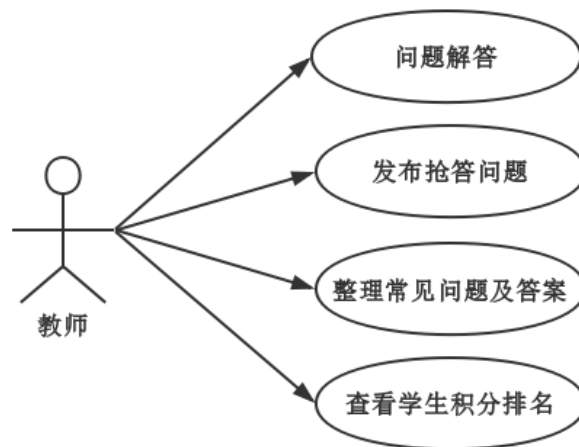 问题解答
发布抢答问题
整理常见问题及答案
查看学生积分排名
教师